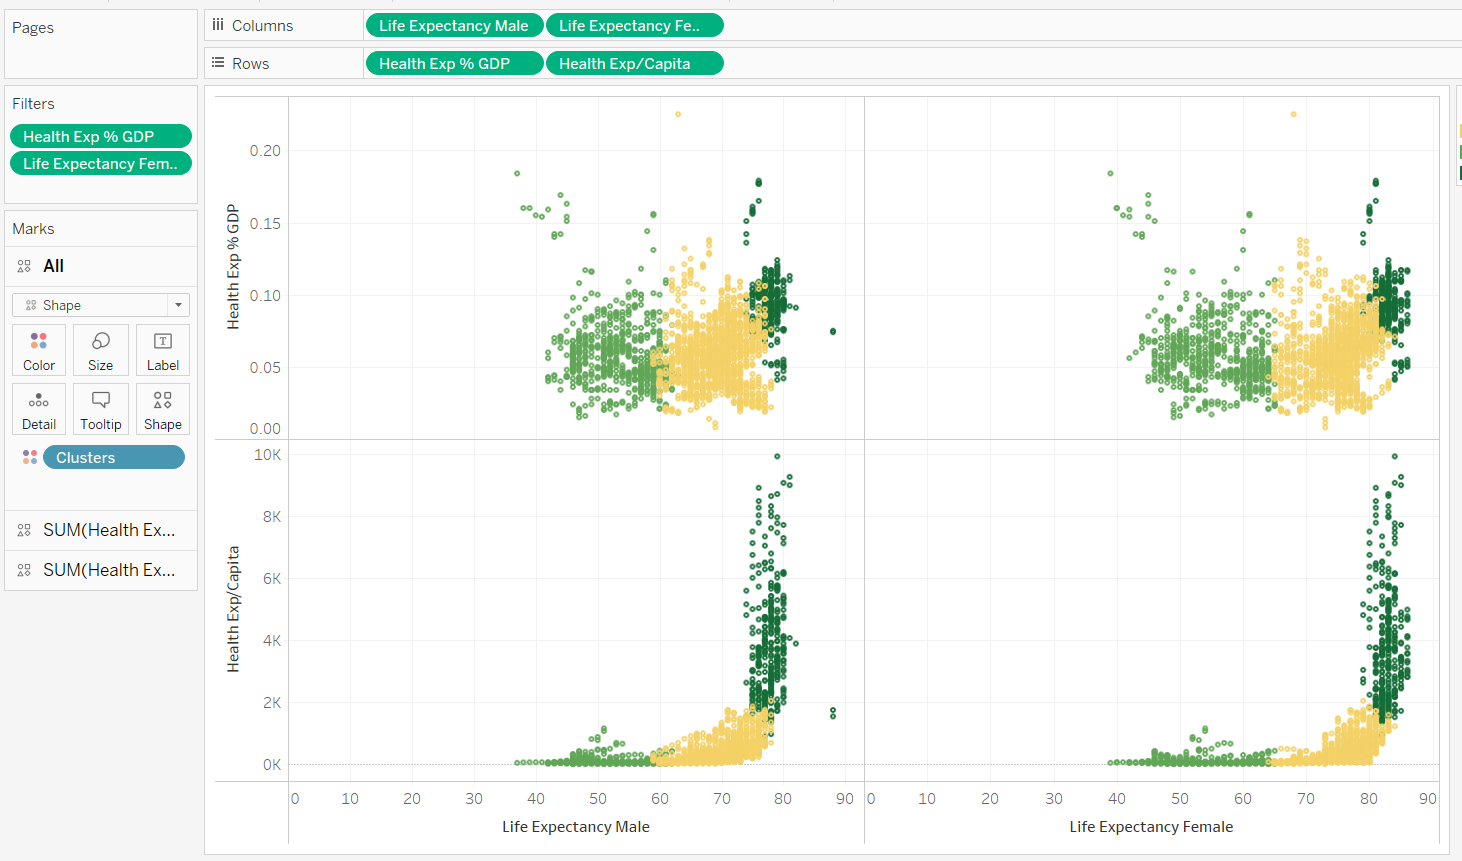 Pages
Columns
Life Expectancy Male
Life Expectancy Fe..
Rows
Health Exp % GDP
Health Exp/Capita
Filters
Health Exp % GDP
Life Expectancy Fem..
Marks
All
Shape
Color
Size
Label
Detail
Tooltip
Shape
Clusters
SUM(Health Ex...
SUM(Health Ex...
Health Exp % GDP
0.20
0.15
0.10
0.05
0.00
Health Exp/Capita
10K
8K
6K
4K
2K
0K
0 10 20 30 40 50 60 70 80 90
0 10 20 30 40 50 60 70 80 90
Life Expectancy Male
Life Expectancy Female